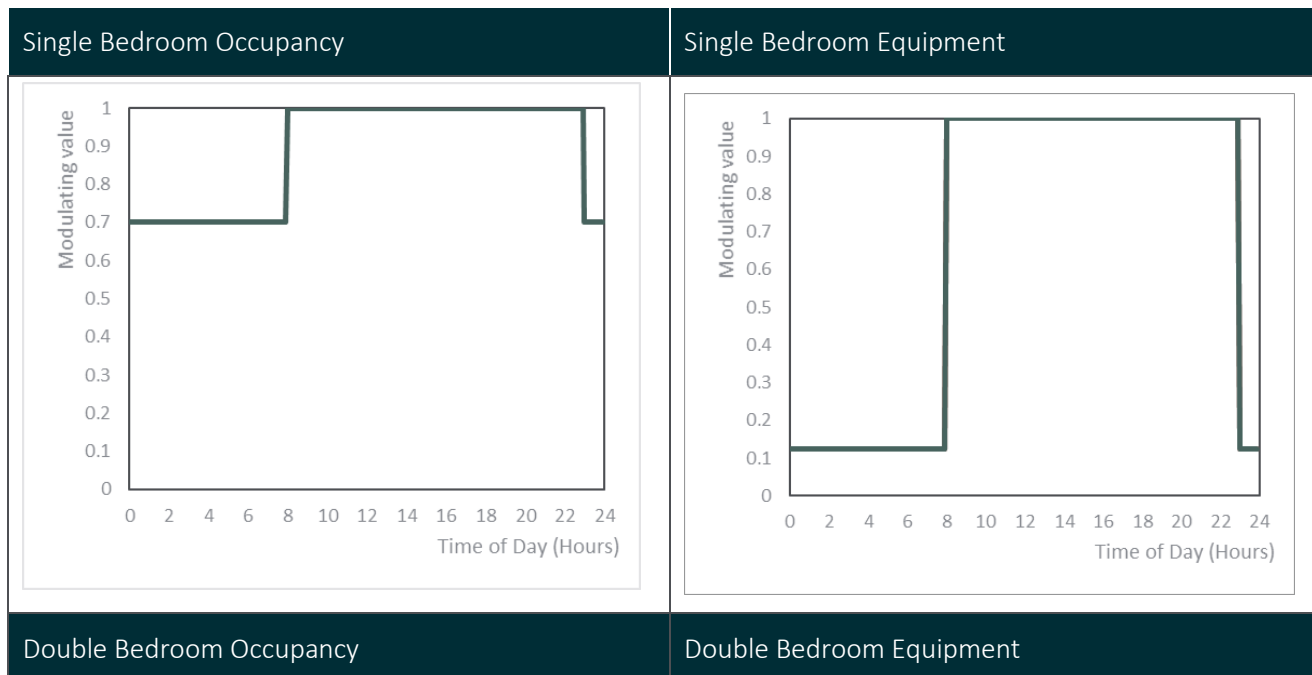 Single Bedroom Occupancy
Single Bedroom Equipment
Modulating value
1
0.9
0.8
0.7
0.6
0.5
0.4
0.3
0.2
0.1
0
0 2 4 6 8 10 12 14 16 18 20 22 24
Time of Day (Hours)
Modulating value
1
0.9
0.8
0.7
0.6
0.5
0.4
0.3
0.2
0.1
0
0 2 4 6 8 10 12 14 16 18 20 22 24
Time of Day (Hours)
Double Bedroom Occupancy
Double Bedroom Equipment